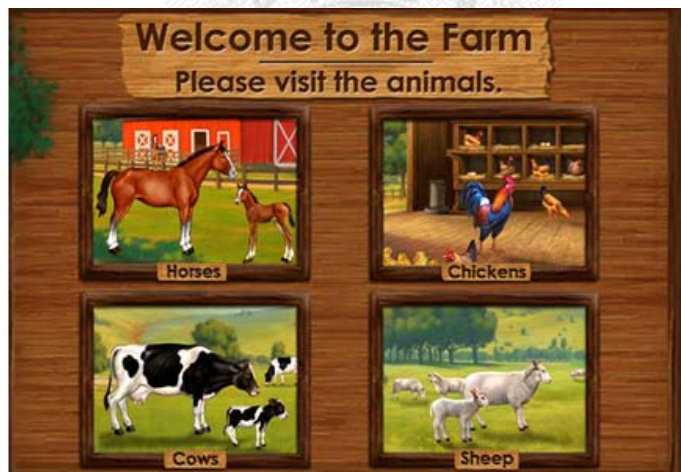 Welcome to the Farm
Please visit the animals.
Horses
Chickens
Cows
Sheep